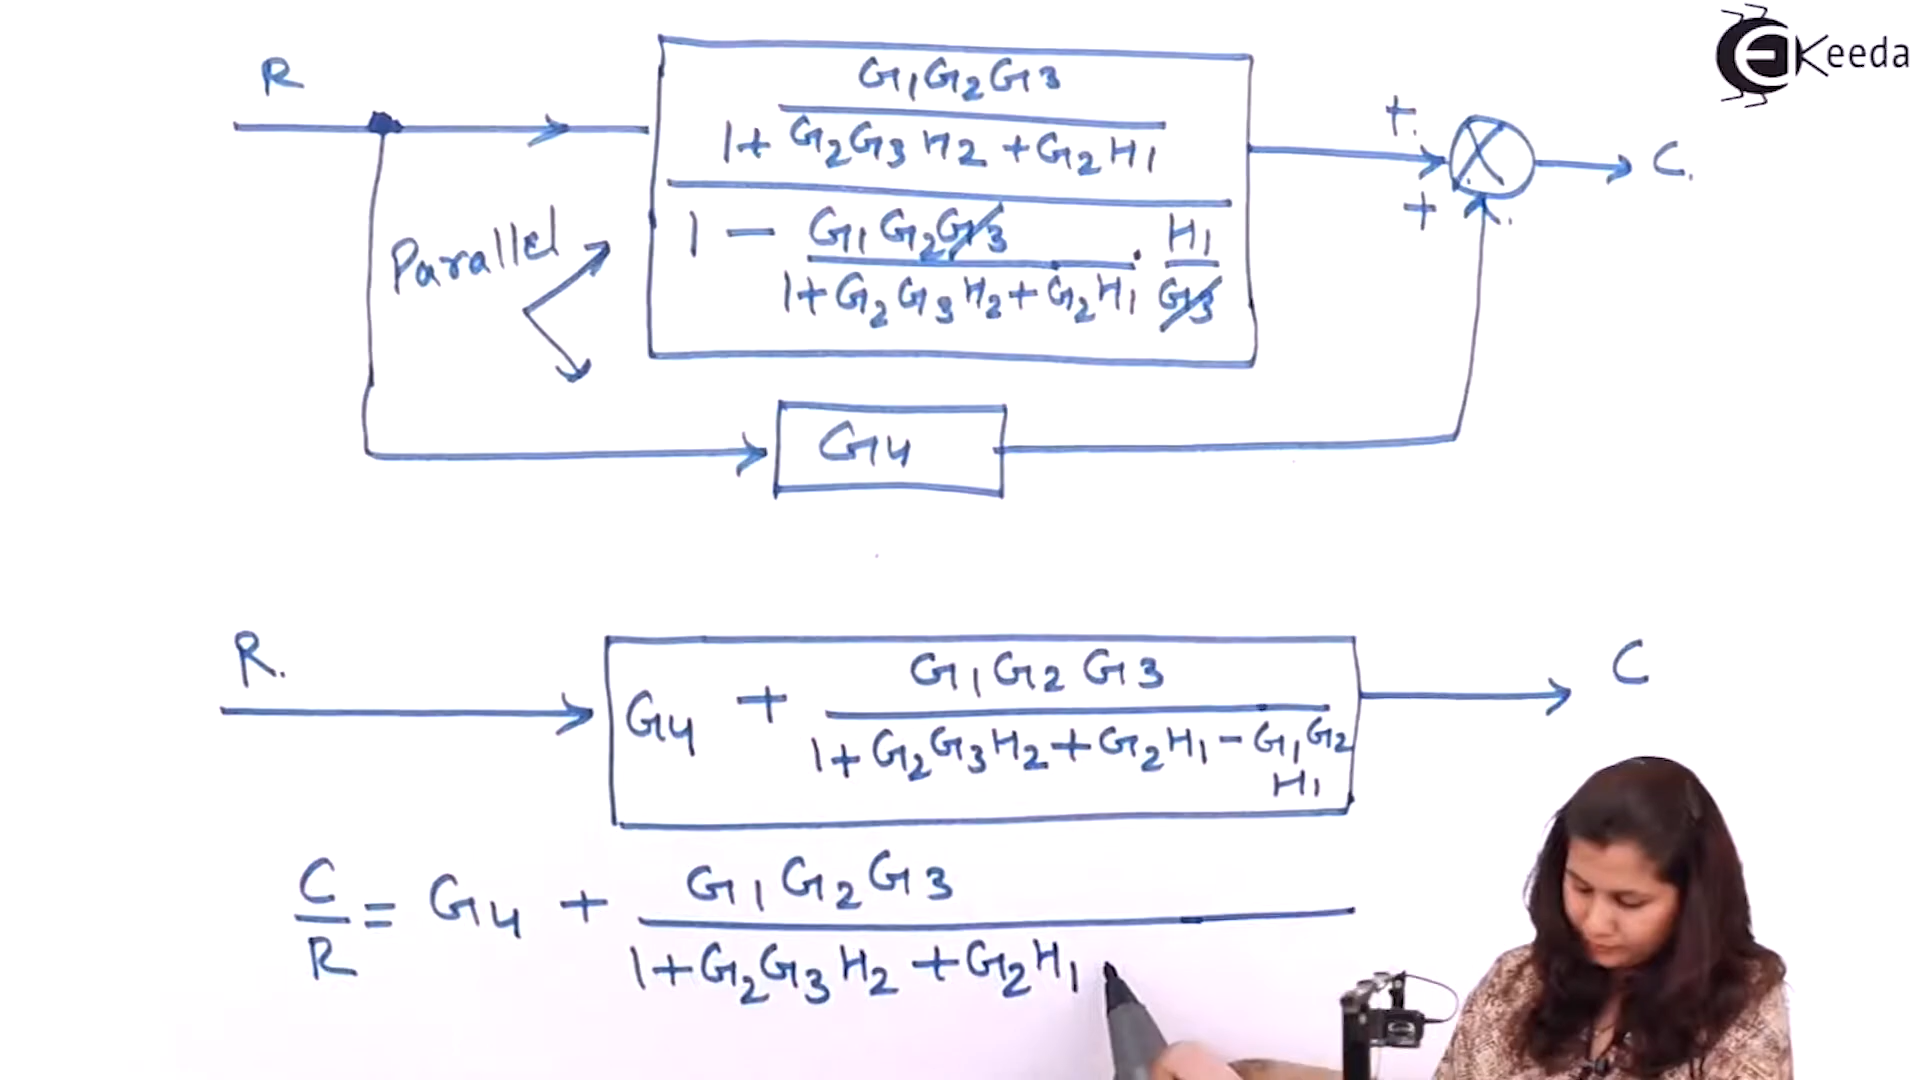 EKeeda
R
G1G2G3
1+ G2G3H2 + G2H1
1 - G1G2G3 . H1
1+G2G3H2+G2H1 G3
+
C.
+
Parallel
G4
R.
G4 + G1G2G3
1+G2G3H2+G2H1-G1G2
H1
C
C/R = G4 + G1G2G3
1+G2G3H2+G2H1